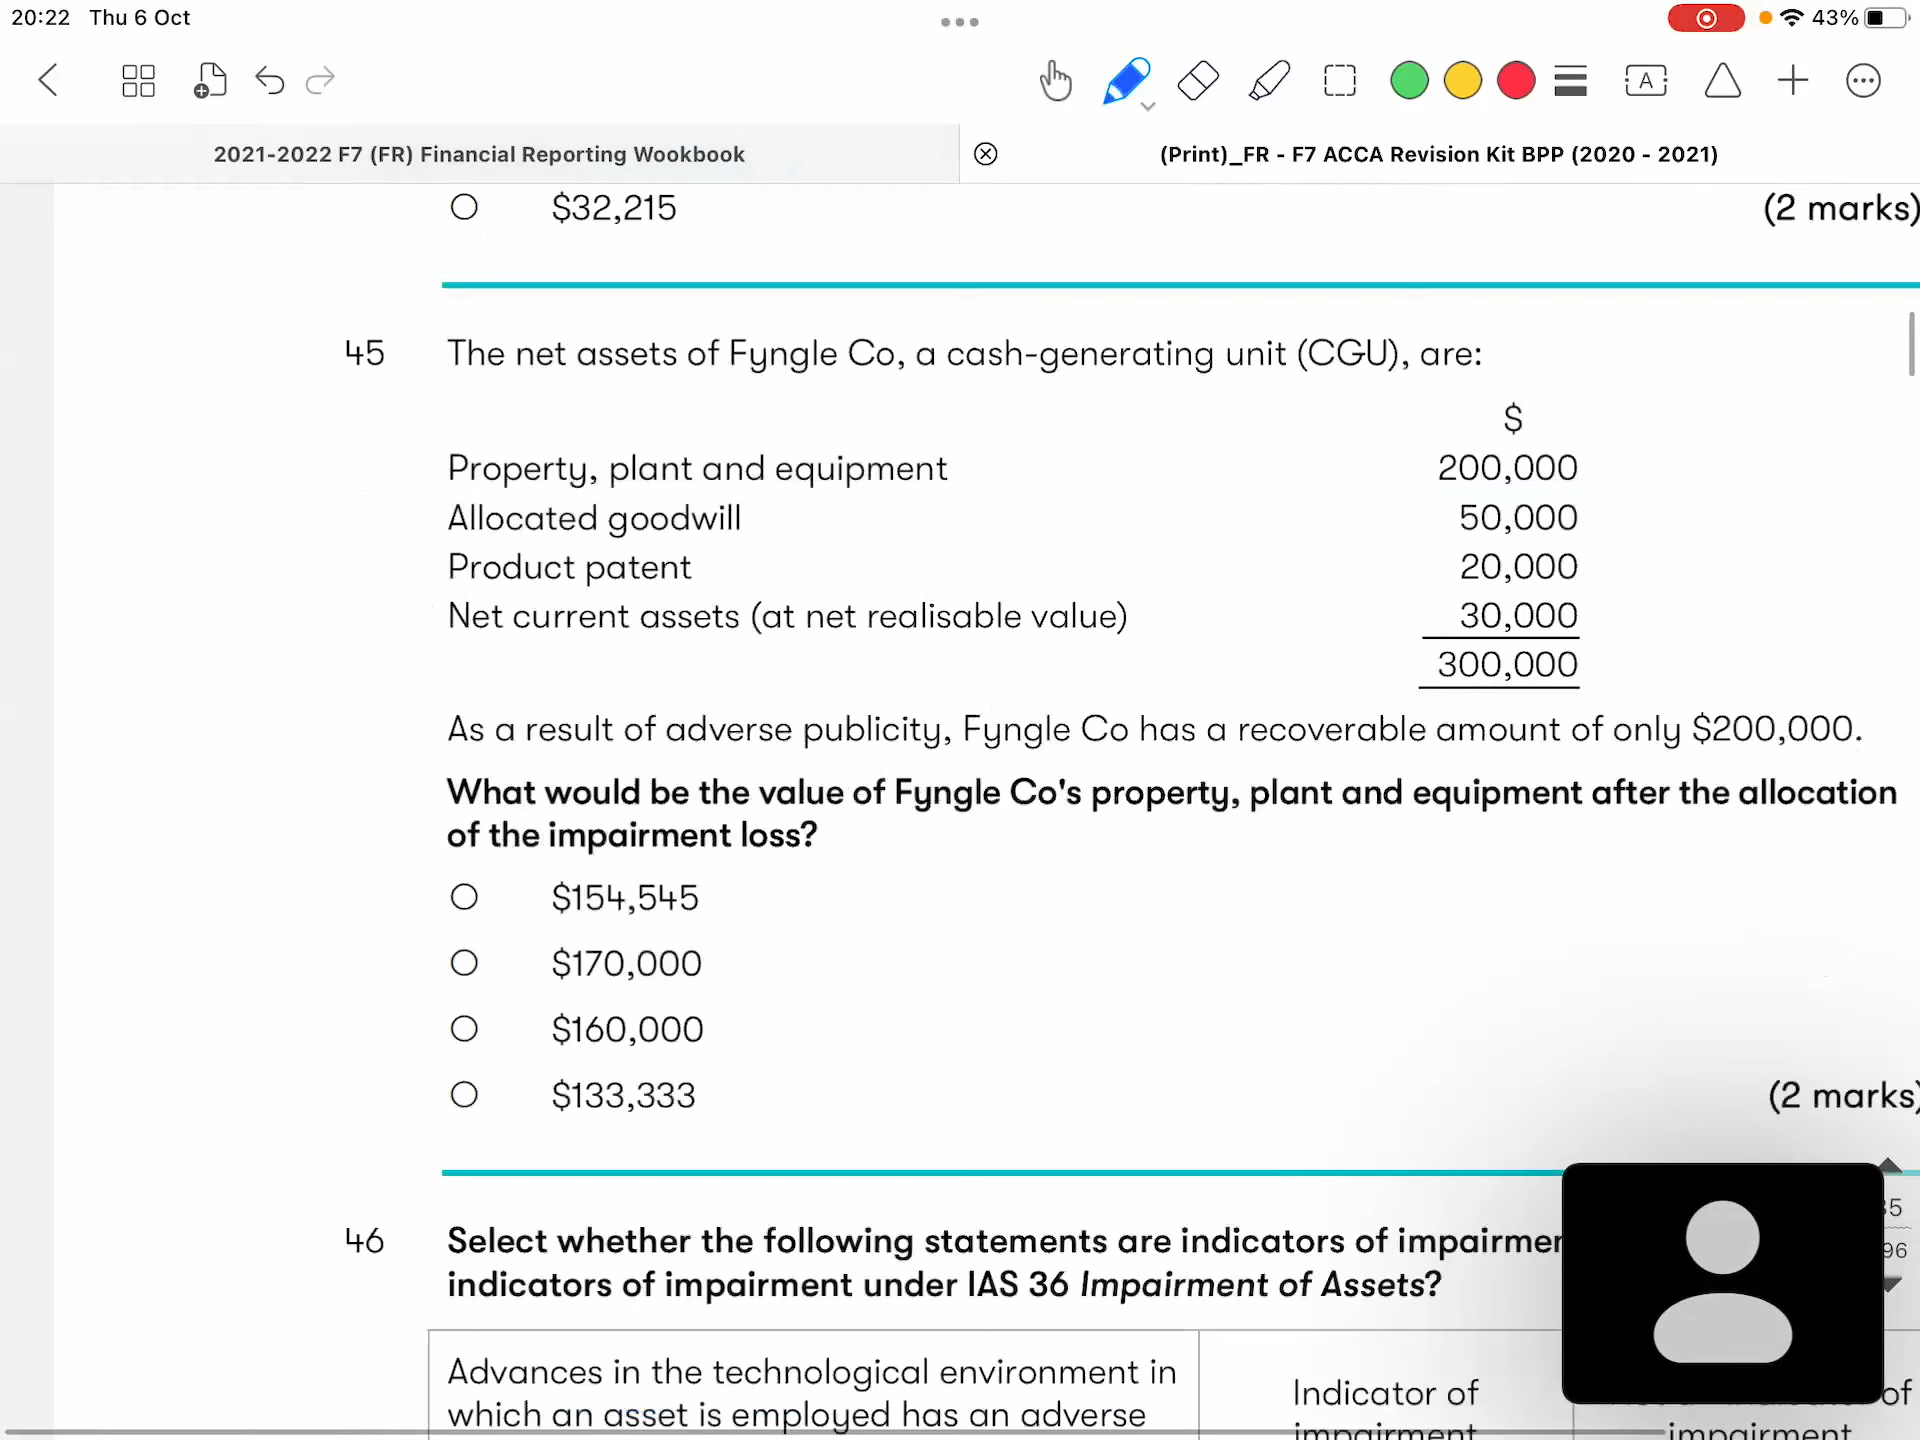 20:22 Thu 6 Oct
43%
A
2021-2022 F7 (FR) Financial Reporting Wookbook
(Print)_FR - F7 ACCA Revision Kit BPP (2020 - 2021)
$32,215 (2 marks)
45 The net assets of Fyngle Co, a cash-generating unit (CGU), are:
$
Property, plant and equipment 200,000
Allocated goodwill 50,000
Product patent 20,000
Net current assets (at net realisable value) 30,000
300,000
As a result of adverse publicity, Fyngle Co has a recoverable amount of only $200,000.
What would be the value of Fyngle Co's property, plant and equipment after the allocation
of the impairment loss?
$154,545
$170,000
$160,000
$133,333 (2 marks)
46 Select whether the following statements are indicators of
indicators of impairment under IAS 36 Impairment of Assets?
Advances in the technological environment in
which an asset is employed has an adverse
Indicator of
impairment
of
impairment